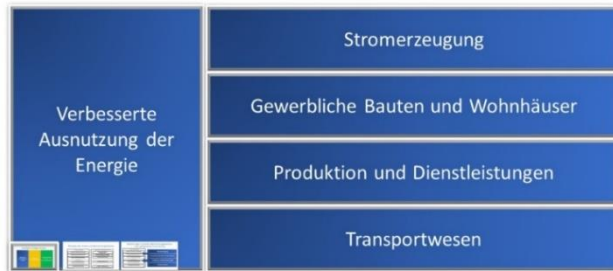 Verbesserte
Ausnutzung der
Energie
Stromerzeugung
Gewerbliche Bauten und Wohnhäuser
Produktion und Dienstleistungen
Transportwesen